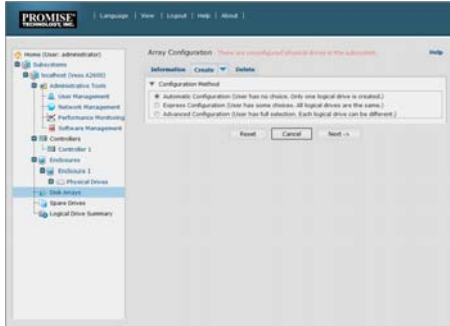 PROMISE
TECHNOLOGY, INC.
| Language | View | Logout | Help | About |
Home (User: administrator)
Subsystems
localhost (Vess A2600)
Administrative Tools
User Management
Network Management
Performance Monitoring
Software Management
Controllers
Controller 1
Enclosures
Enclosure 1
Physical Drives
Disk Arrays
Spare Drives
Logical Drive Summary
Array Configuration - There are unconfigured physical drives in the subsystem.
Help
Information Create Delete
Configuration Method
Automatic Configuration (User has no choice. Only one logical drive is created.)
Express Configuration (User has some choices. All logical drives are the same.)
Advanced Configuration (User has full selection. Each logical drive can be different.)
Reset Cancel Next ->